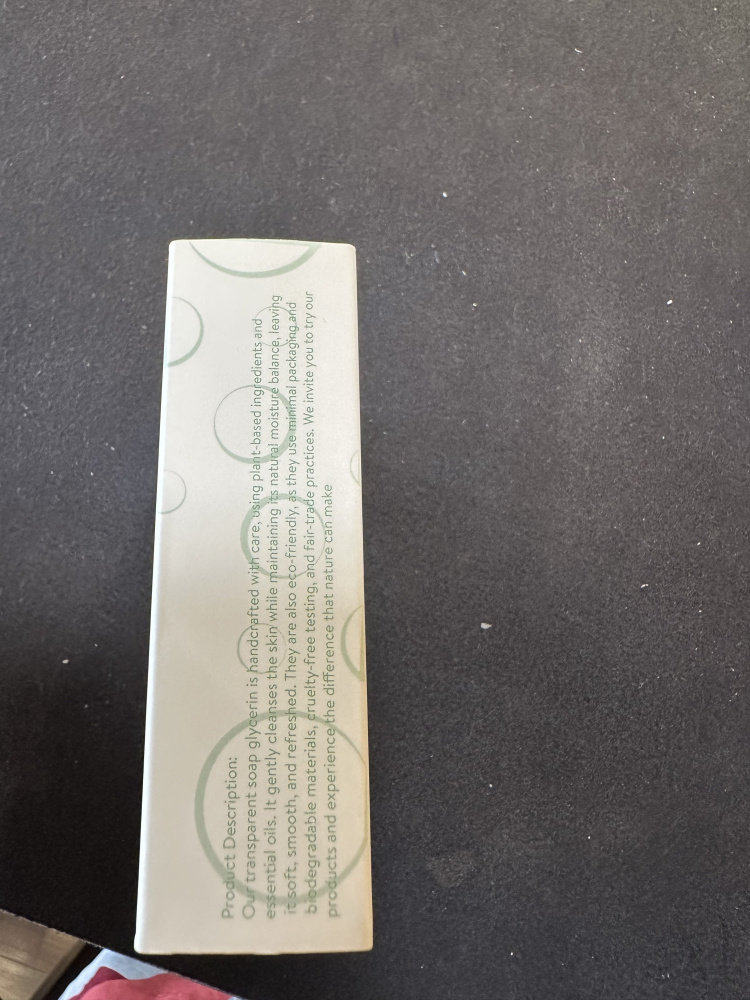 Product Description:
Our transparent soap glycerin is handcrafted with care, using plant-based ingredients and
essential oils. It gently cleanses the skin while maintaining its natural moisture balance, leaving
it soft, smooth, and refreshed. They are also eco-friendly, as they use minimal packaging and
biodegradable materials, cruelty-free testing, and fair-trade practices. We invite you to try our
products and experience the difference that nature can make